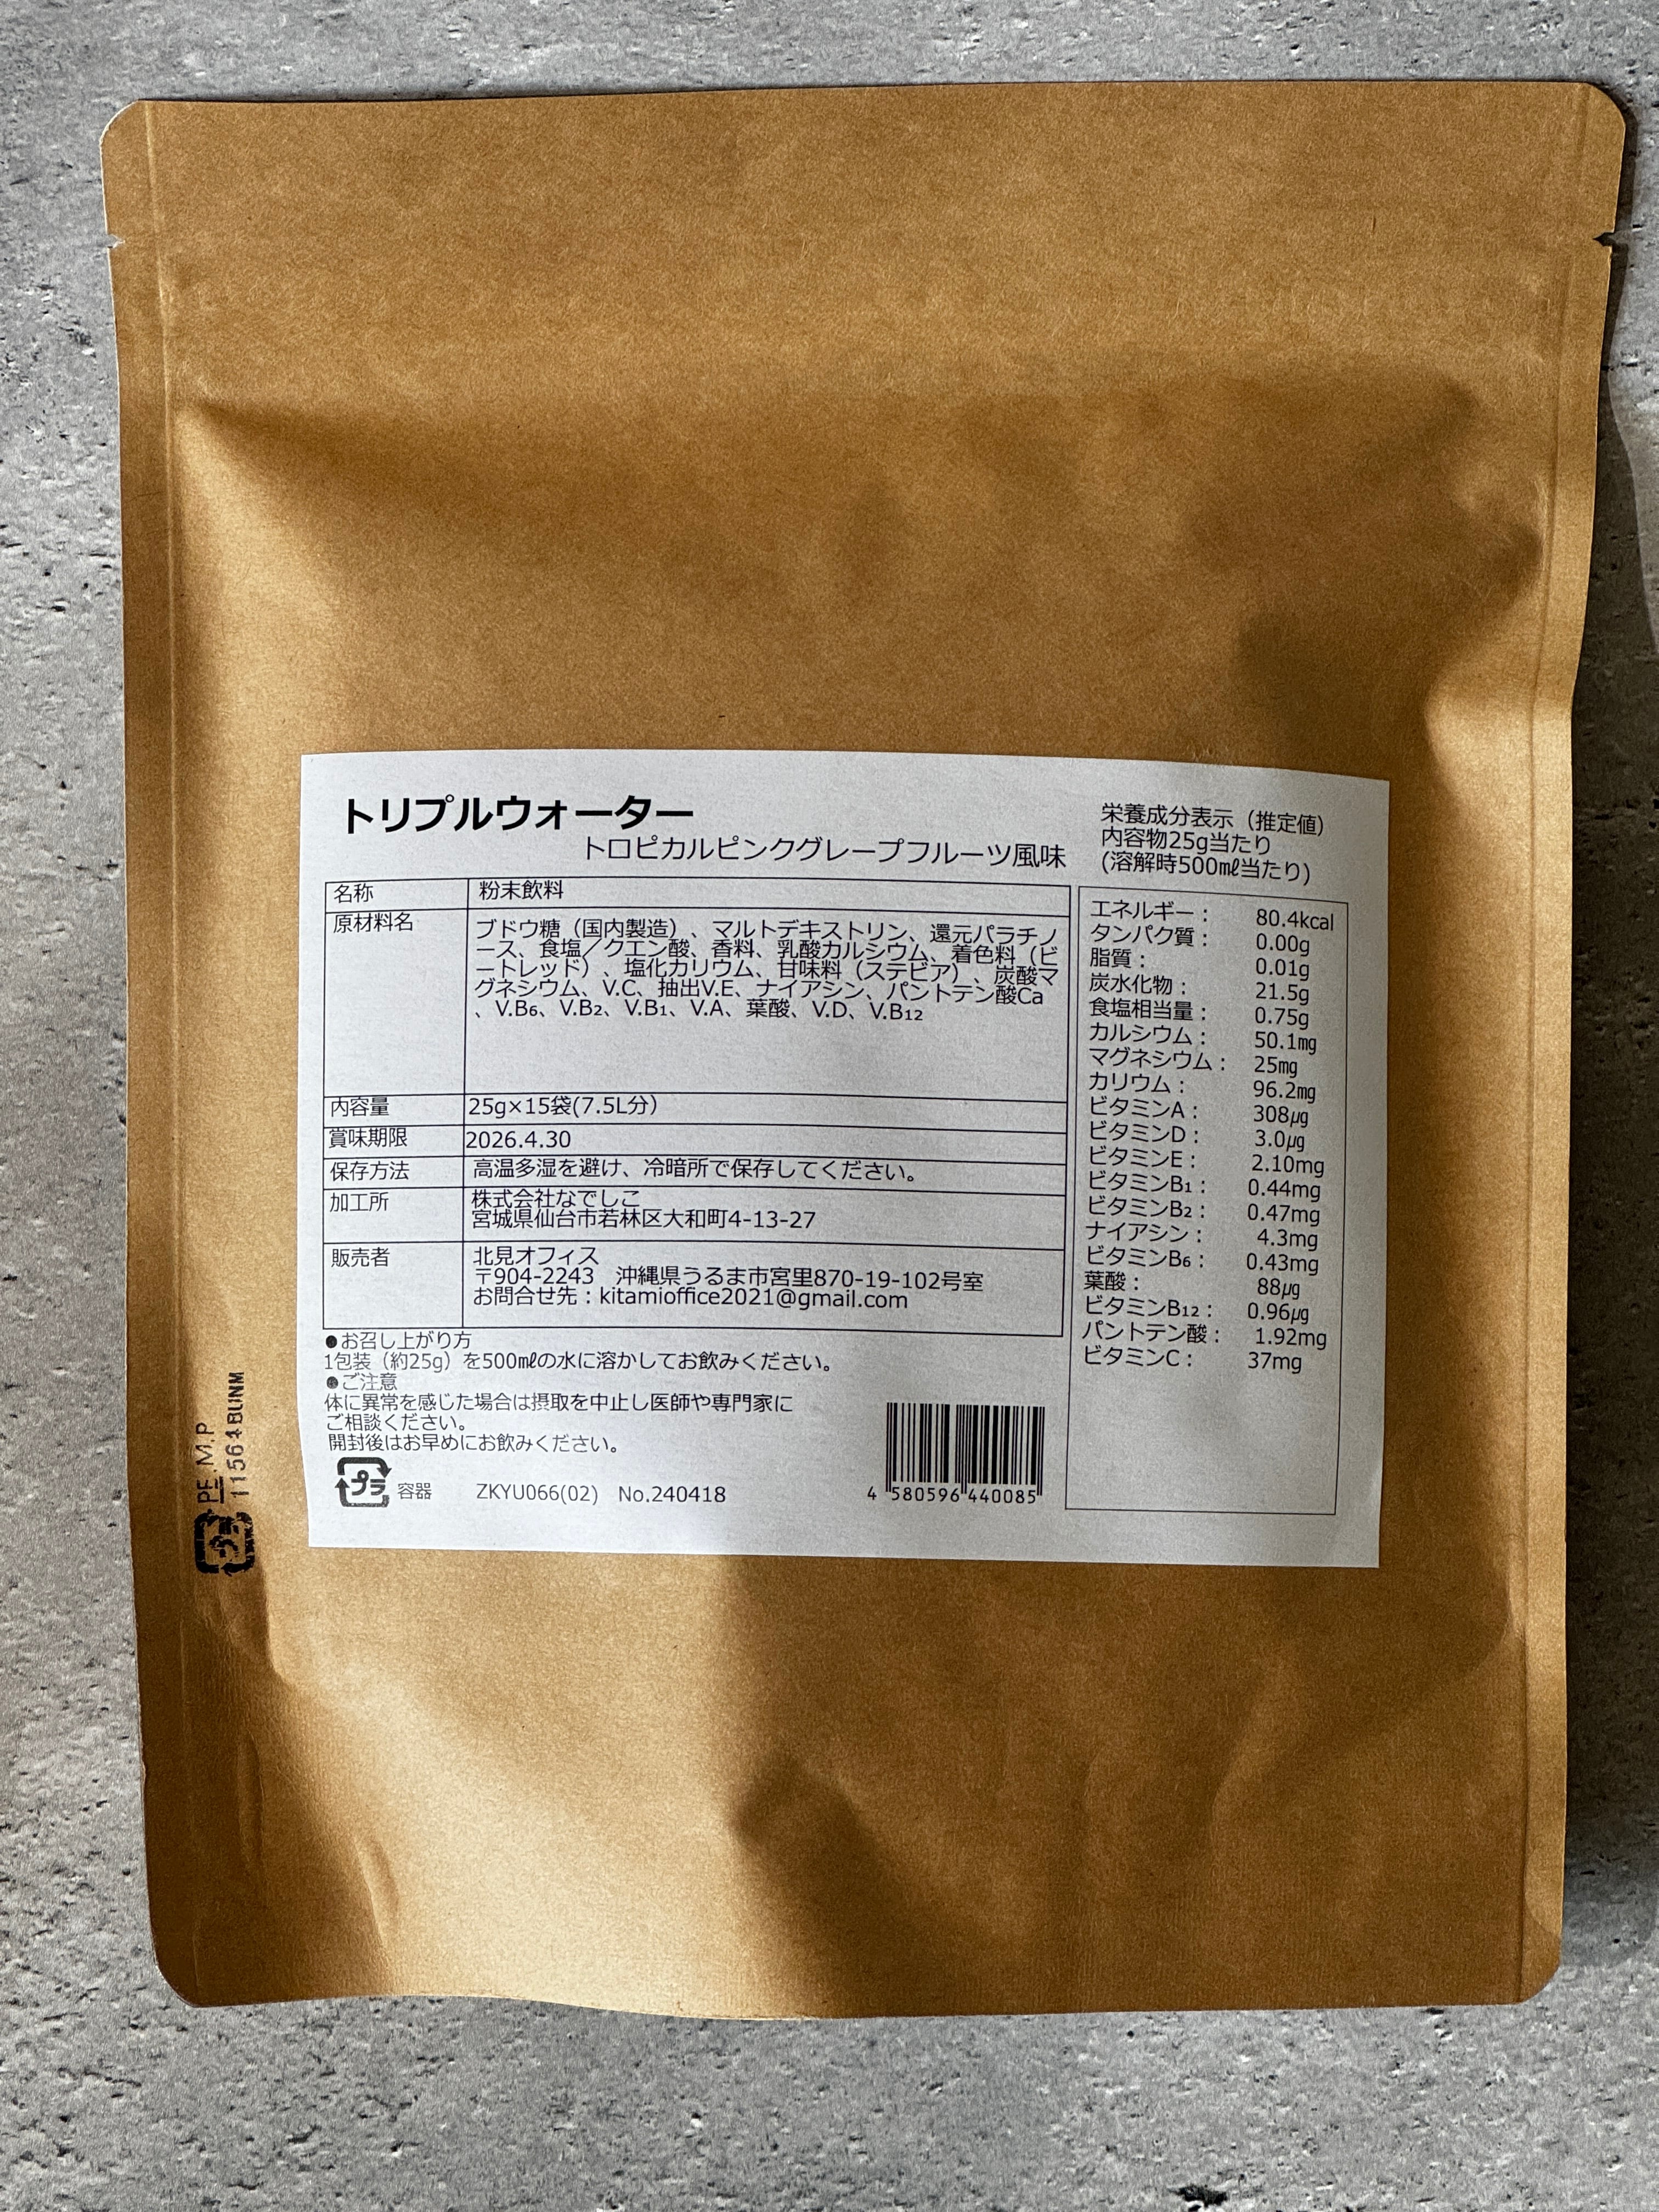 トリプルウォーター
トロピカルピンクグレープフルーツ風味
名称 粉末飲料
原材料名 ブドウ糖（国内製造）、マルトデキストリン、還元パラチノ
ース、食塩／クエン酸、香料、乳酸カルシウム、着色料（ビ
ートレッド）、塩化カリウム、甘味料（ステビア）、炭酸マ
グネシウム、V.C、抽出V.E、ナイアシン、パントテン酸Ca
、V.B₆、V.B₂、V.B₁、V.A、葉酸、V.D、V.B₁₂
内容量 25g×15袋(7.5L分）
賞味期限 2026.4.30
保存方法 高温多湿を避け、冷暗所で保存してください。
加工所 株式会社なでしこ
宮城県仙台市若林区大和町4-13-27
販売者 北見オフィス
〒904-2243 沖縄県うるま市宮里870-19-102号室
お問合せ先：kitamioffice2021@gmail.com
●お召し上がり方
1包装（約25g）を500㎖の水に溶かしてお飲みください。
●ご注意
体に異常を感じた場合は摂取を中止し医師や専門家に
ご相談ください。
開封後はお早めにお飲みください。
プラ 容器 ZKYU066(02) No.240418
4 580596 440085
栄養成分表示（推定値）
内容物25g当たり
(溶解時500㎖当たり)
エネルギー： 80.4kcal
タンパク質： 0.00g
脂質： 0.01g
炭水化物： 21.5g
食塩相当量： 0.75g
カルシウム： 50.1㎎
マグネシウム： 25㎎
カリウム： 96.2㎎
ビタミンA： 308㎍
ビタミンD： 3.0㎍
ビタミンE： 2.10mg
ビタミンB₁： 0.44mg
ビタミンB₂： 0.47mg
ナイアシン： 4.3mg
ビタミンB₆： 0.43mg
葉酸： 88㎍
ビタミンB₁₂： 0.96㎍
パントテン酸： 1.92mg
ビタミンC： 37mg
プラ PE.M.P
11564BUNM